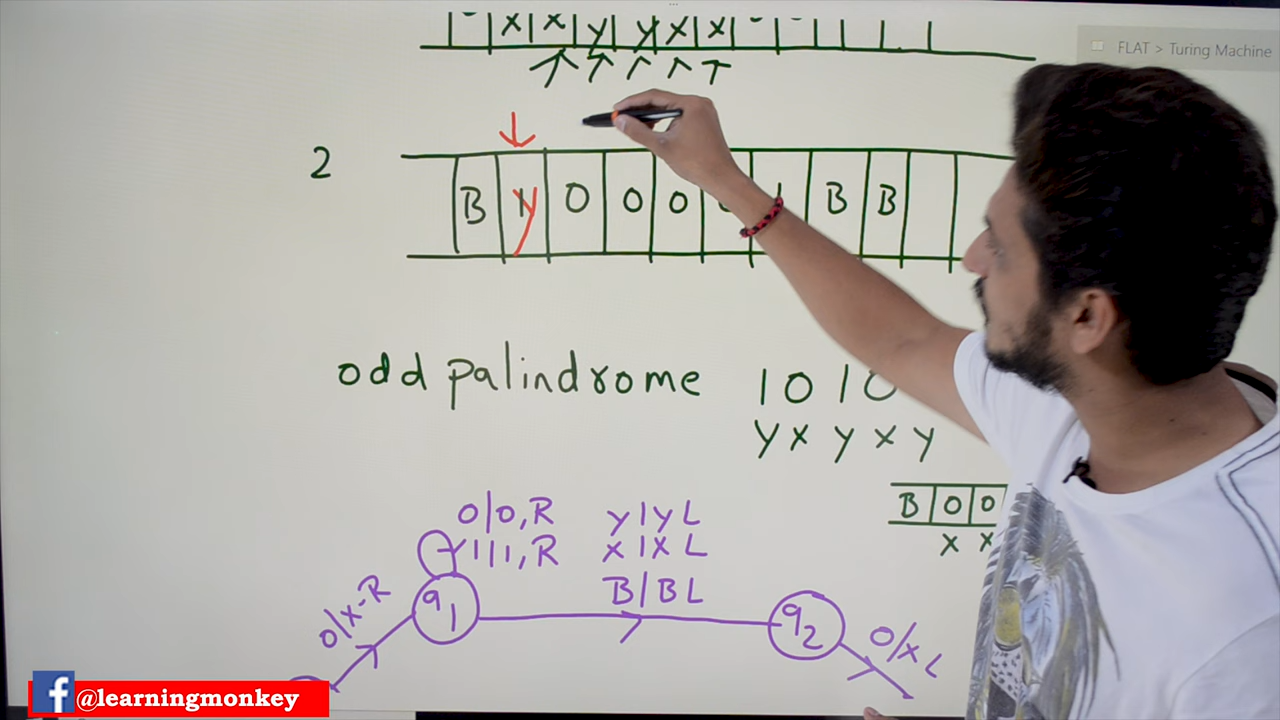 x x y y x x
FLAT > Turing Machine
2
B y 0 0 0 1 B B
odd palindrome 1 0 1 0
y x y x y
B 0 0
x x
0/0,R y/y L
1/1,R x/x L
B/B L
0/x-R q1 q2 0/x L
@learningmonkey